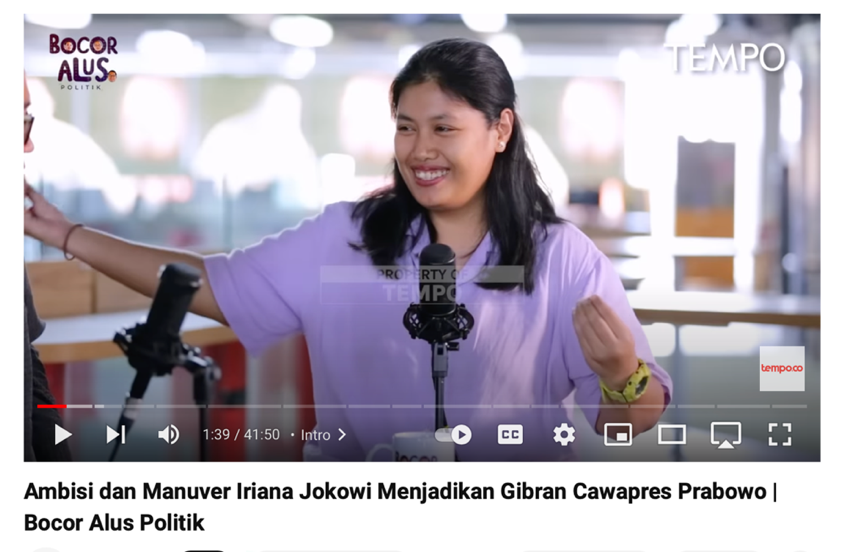 BOCOR
ALUS
POLITIK
TEMPO
PROPERTY OF
TEMPO
tempo.co
CC
1:39 / 41:50 • Intro
Ambisi dan Manuver Iriana Jokowi Menjadikan Gibran Cawapres Prabowo |
Bocor Alus Politik